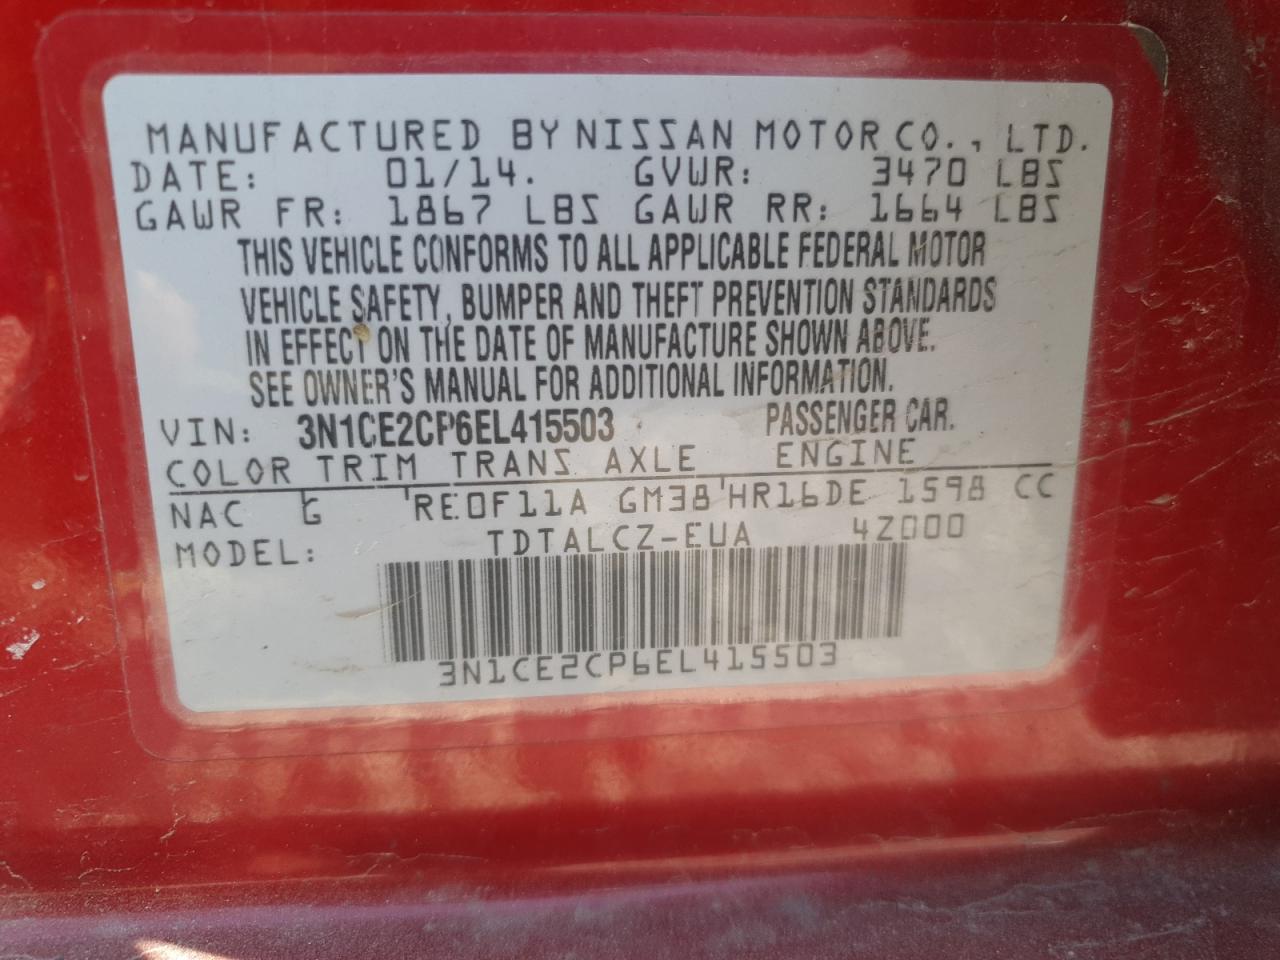 MANUFACTURED BY NISSAN MOTOR CO., LTD.
DATE: 01/14. GVWR: 3470 LBS
GAWR FR: 1867 LBS GAWR RR: 1664 LBS
THIS VEHICLE CONFORMS TO ALL APPLICABLE FEDERAL MOTOR
VEHICLE SAFETY, BUMPER AND THEFT PREVENTION STANDARDS
IN EFFECT ON THE DATE OF MANUFACTURE SHOWN ABOVE.
SEE OWNER'S MANUAL FOR ADDITIONAL INFORMATION.
VIN: 3N1CE2CP6EL415503 PASSENGER CAR.
COLOR TRIM TRANS. AXLE ENGINE
NAC G RE0F11A GM38 HR16DE 1598 CC
MODEL: TDTALCZ-EUA 4Z000
3N1CE2CP6EL415503